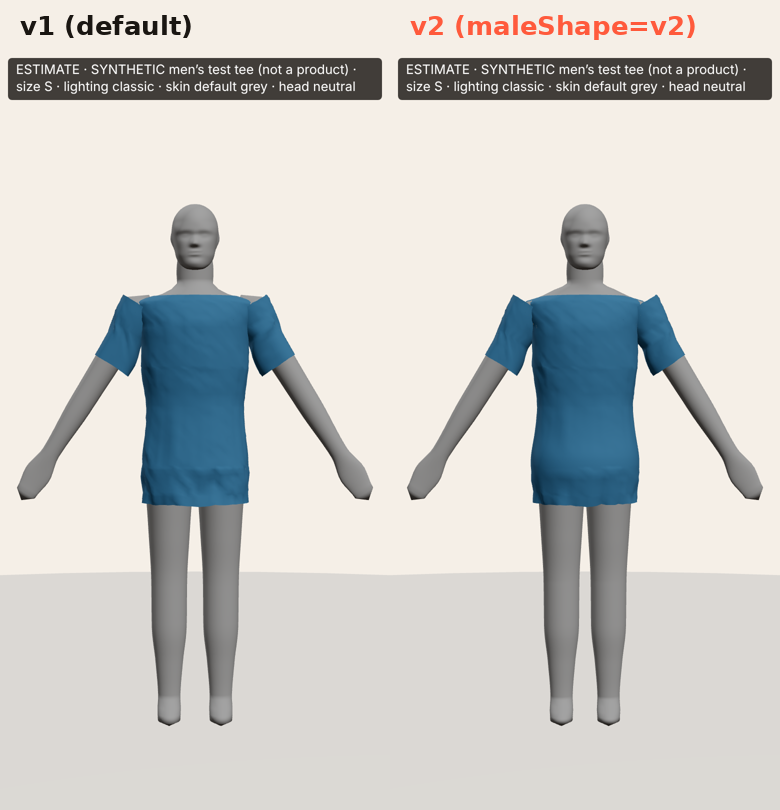 v1 (default)
ESTIMATE · SYNTHETIC men’s test tee (not a product) ·
size S · lighting classic · skin default grey · head neutral
v2 (maleShape=v2)
ESTIMATE · SYNTHETIC men’s test tee (not a product) ·
size S · lighting classic · skin default grey · head neutral